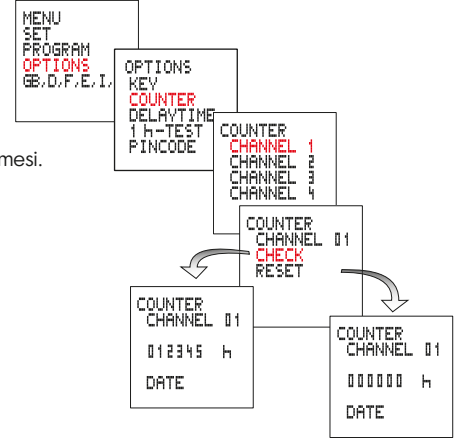 MENU
SET
PROGRAM
OPTIONS
GB,D,F,E,I,
OPTIONS
KEY
COUNTER
DELAYTIME
1 h-TEST
PINCODE
mesi.
COUNTER
CHANNEL 1
CHANNEL 2
CHANNEL 3
CHANNEL 4
COUNTER
CHANNEL 01
CHECK
RESET
COUNTER
CHANNEL 01
012345 h
DATE
COUNTER
CHANNEL 01
000000 h
DATE